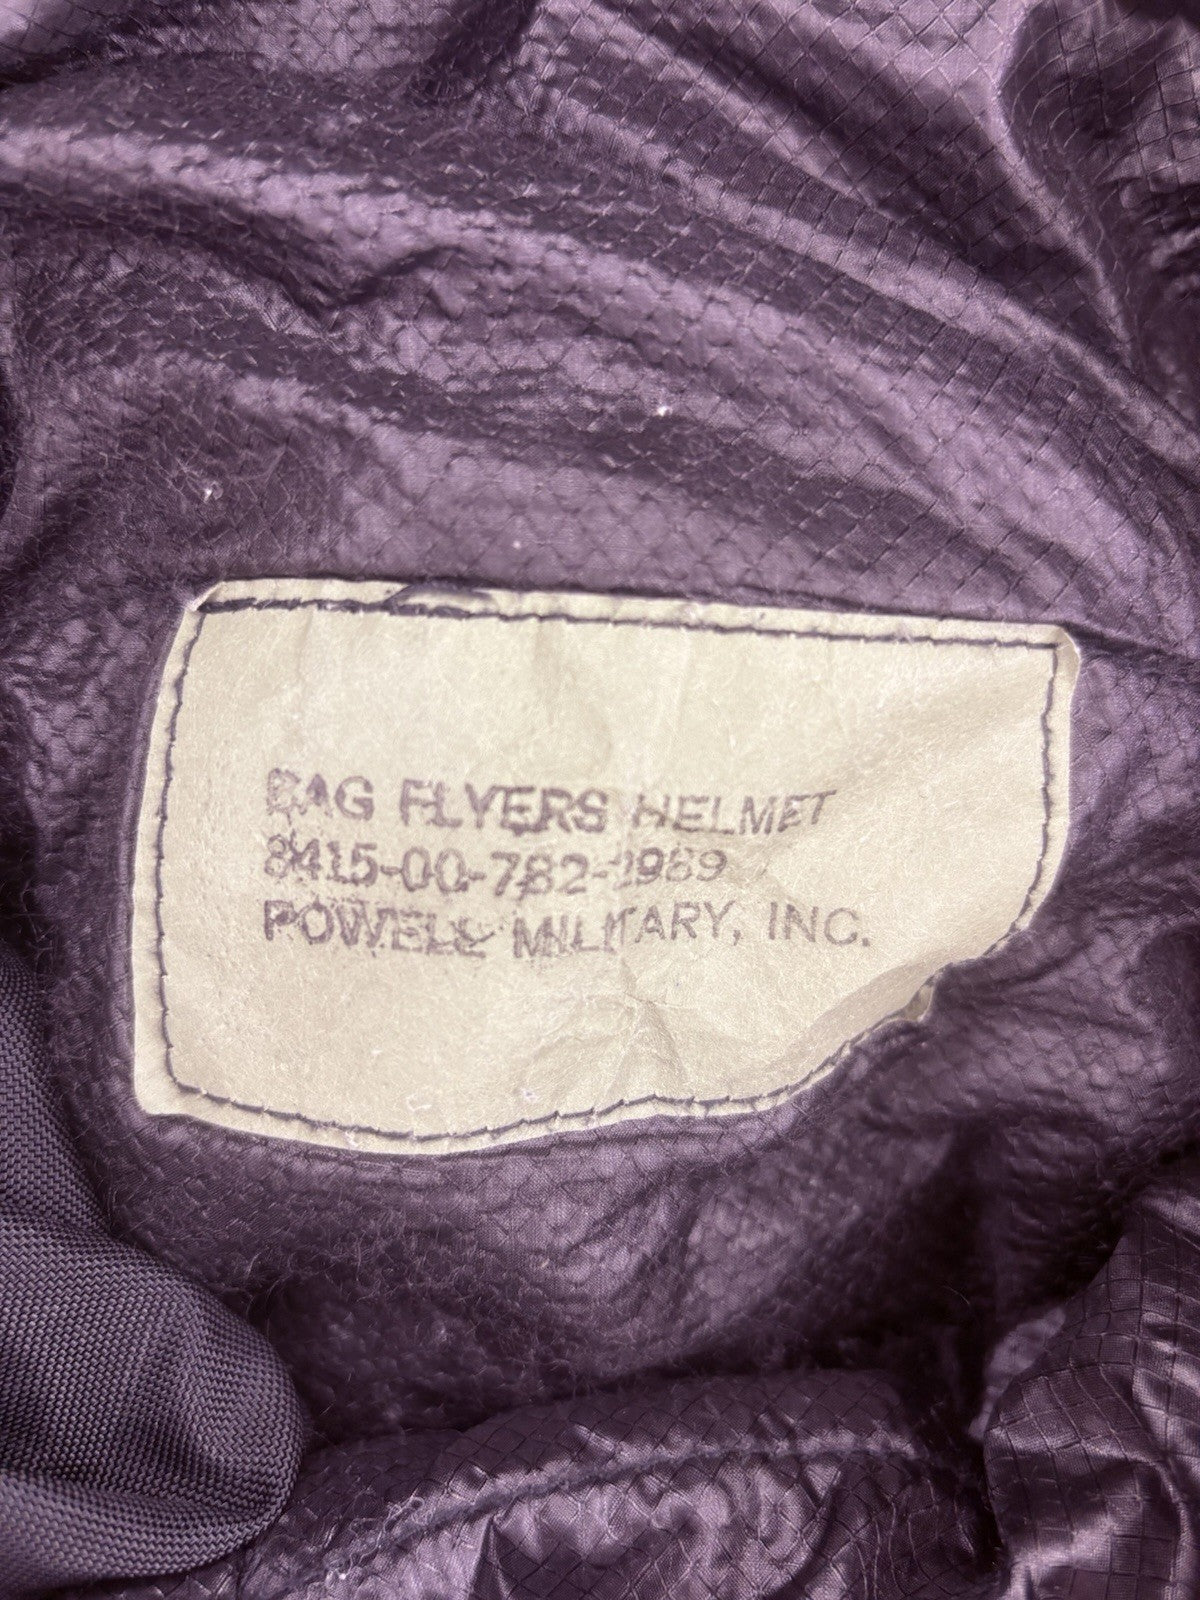 BAG FLYERS HELMET
8415-00-782-2989
POWELL MILITARY, INC.